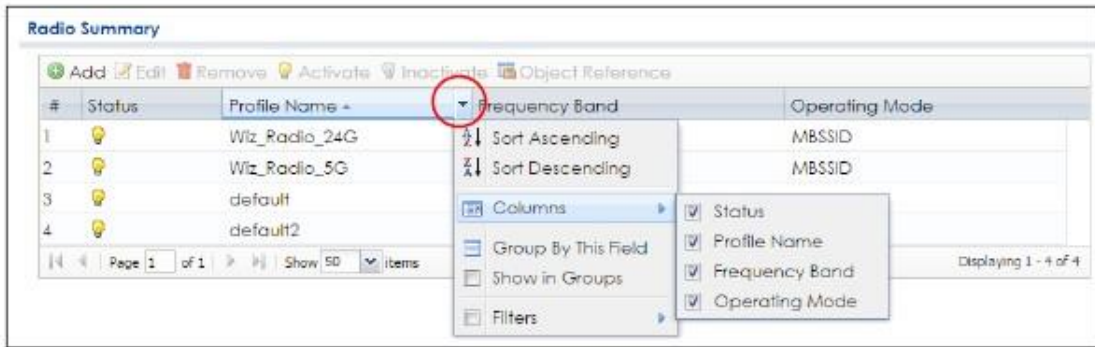 Radio Summary
Add Edit Remove Activate Inactivate Object Reference
# Status Profile Name Frequency Band Operating Mode
1 Wiz_Radio_24G MBSSID
2 Wiz_Radio_5G MBSSID
3 default
4 default2
Page 1 of 1 Show 50 items Displaying 1 - 4 of 4
Sort Ascending
Sort Descending
Columns
Group By This Field
Show in Groups
Filters
Status
Profile Name
Frequency Band
Operating Mode